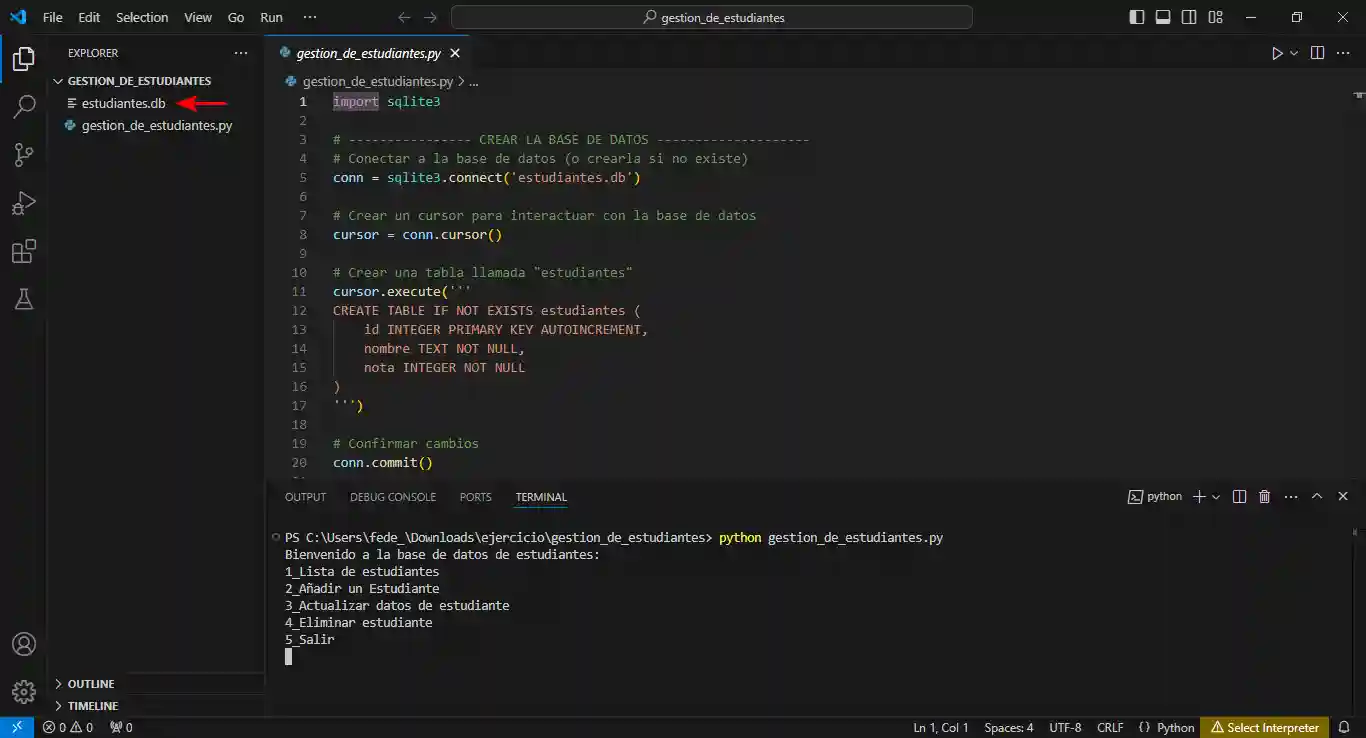 File Edit Selection View Go Run ··· gestion_de_estudiantes
EXPLORER
GESTION_DE_ESTUDIANTES
estudiantes.db
gestion_de_estudiantes.py
gestion_de_estudiantes.py
gestion_de_estudiantes.py > ...
1 import sqlite3
2
3 # ---------------- CREAR LA BASE DE DATOS --------------------
4 # Conectar a la base de datos (o crearla si no existe)
5 conn = sqlite3.connect('estudiantes.db')
6
7 # Crear un cursor para interactuar con la base de datos
8 cursor = conn.cursor()
9
10 # Crear una tabla llamada "estudiantes"
11 cursor.execute('''
12 CREATE TABLE IF NOT EXISTS estudiantes (
13 id INTEGER PRIMARY KEY AUTOINCREMENT,
14 nombre TEXT NOT NULL,
15 nota INTEGER NOT NULL
16 )
17 ''')
18
19 # Confirmar cambios
20 conn.commit()
OUTPUT DEBUG CONSOLE PORTS TERMINAL python
PS C:\Users\fede_\Downloads\ejercicio\gestion_de_estudiantes> python gestion_de_estudiantes.py
Bienvenido a la base de datos de estudiantes:
1_Lista de estudiantes
2_Añadir un Estudiante
3_Actualizar datos de estudiante
4_Eliminar estudiante
5_Salir
OUTLINE
TIMELINE
0 0 0 Ln 1, Col 1 Spaces: 4 UTF-8 CRLF {} Python Select Interpreter